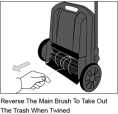 Reverse The Main Brush To Take Out
The Trash When Twined